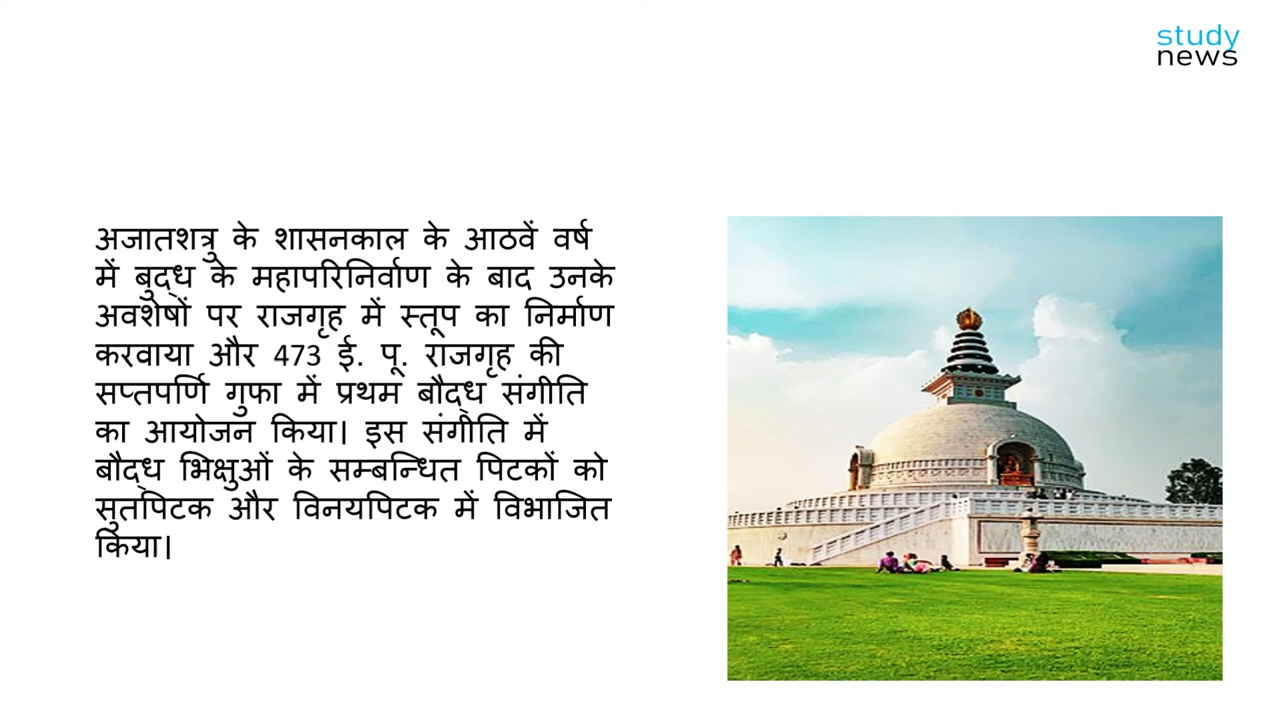 study
news
अजातशत्रु के शासनकाल के आठवें वर्ष
में बुद्ध के महापरिनिर्वाण के बाद उनके
अवशेषों पर राजगृह में स्तूप का निर्माण
करवाया और 473 ई. पू. राजगृह की
सप्तपर्णि गुफा में प्रथम बौद्ध संगीति
का आयोजन किया। इस संगीति में
बौद्ध भिक्षुओं के सम्बन्धित पिटकों को
सुतपिटक और विनयपिटक में विभाजित
किया।